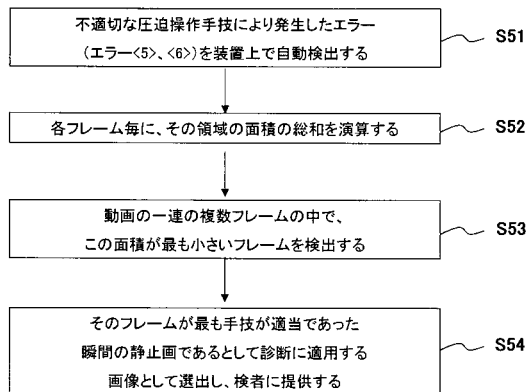 不適切な圧迫操作手技により発生したエラー
(エラー<5>、<6>)を装置上で自動検出する
S51
各フレーム毎に、その領域の面積の総和を演算する
S52
動画の一連の複数フレームの中で、
この面積が最も小さいフレームを検出する
S53
そのフレームが最も手技が適当であった
瞬間の静止画であるとして診断に適用する
画像として選出し、検者に提供する
S54